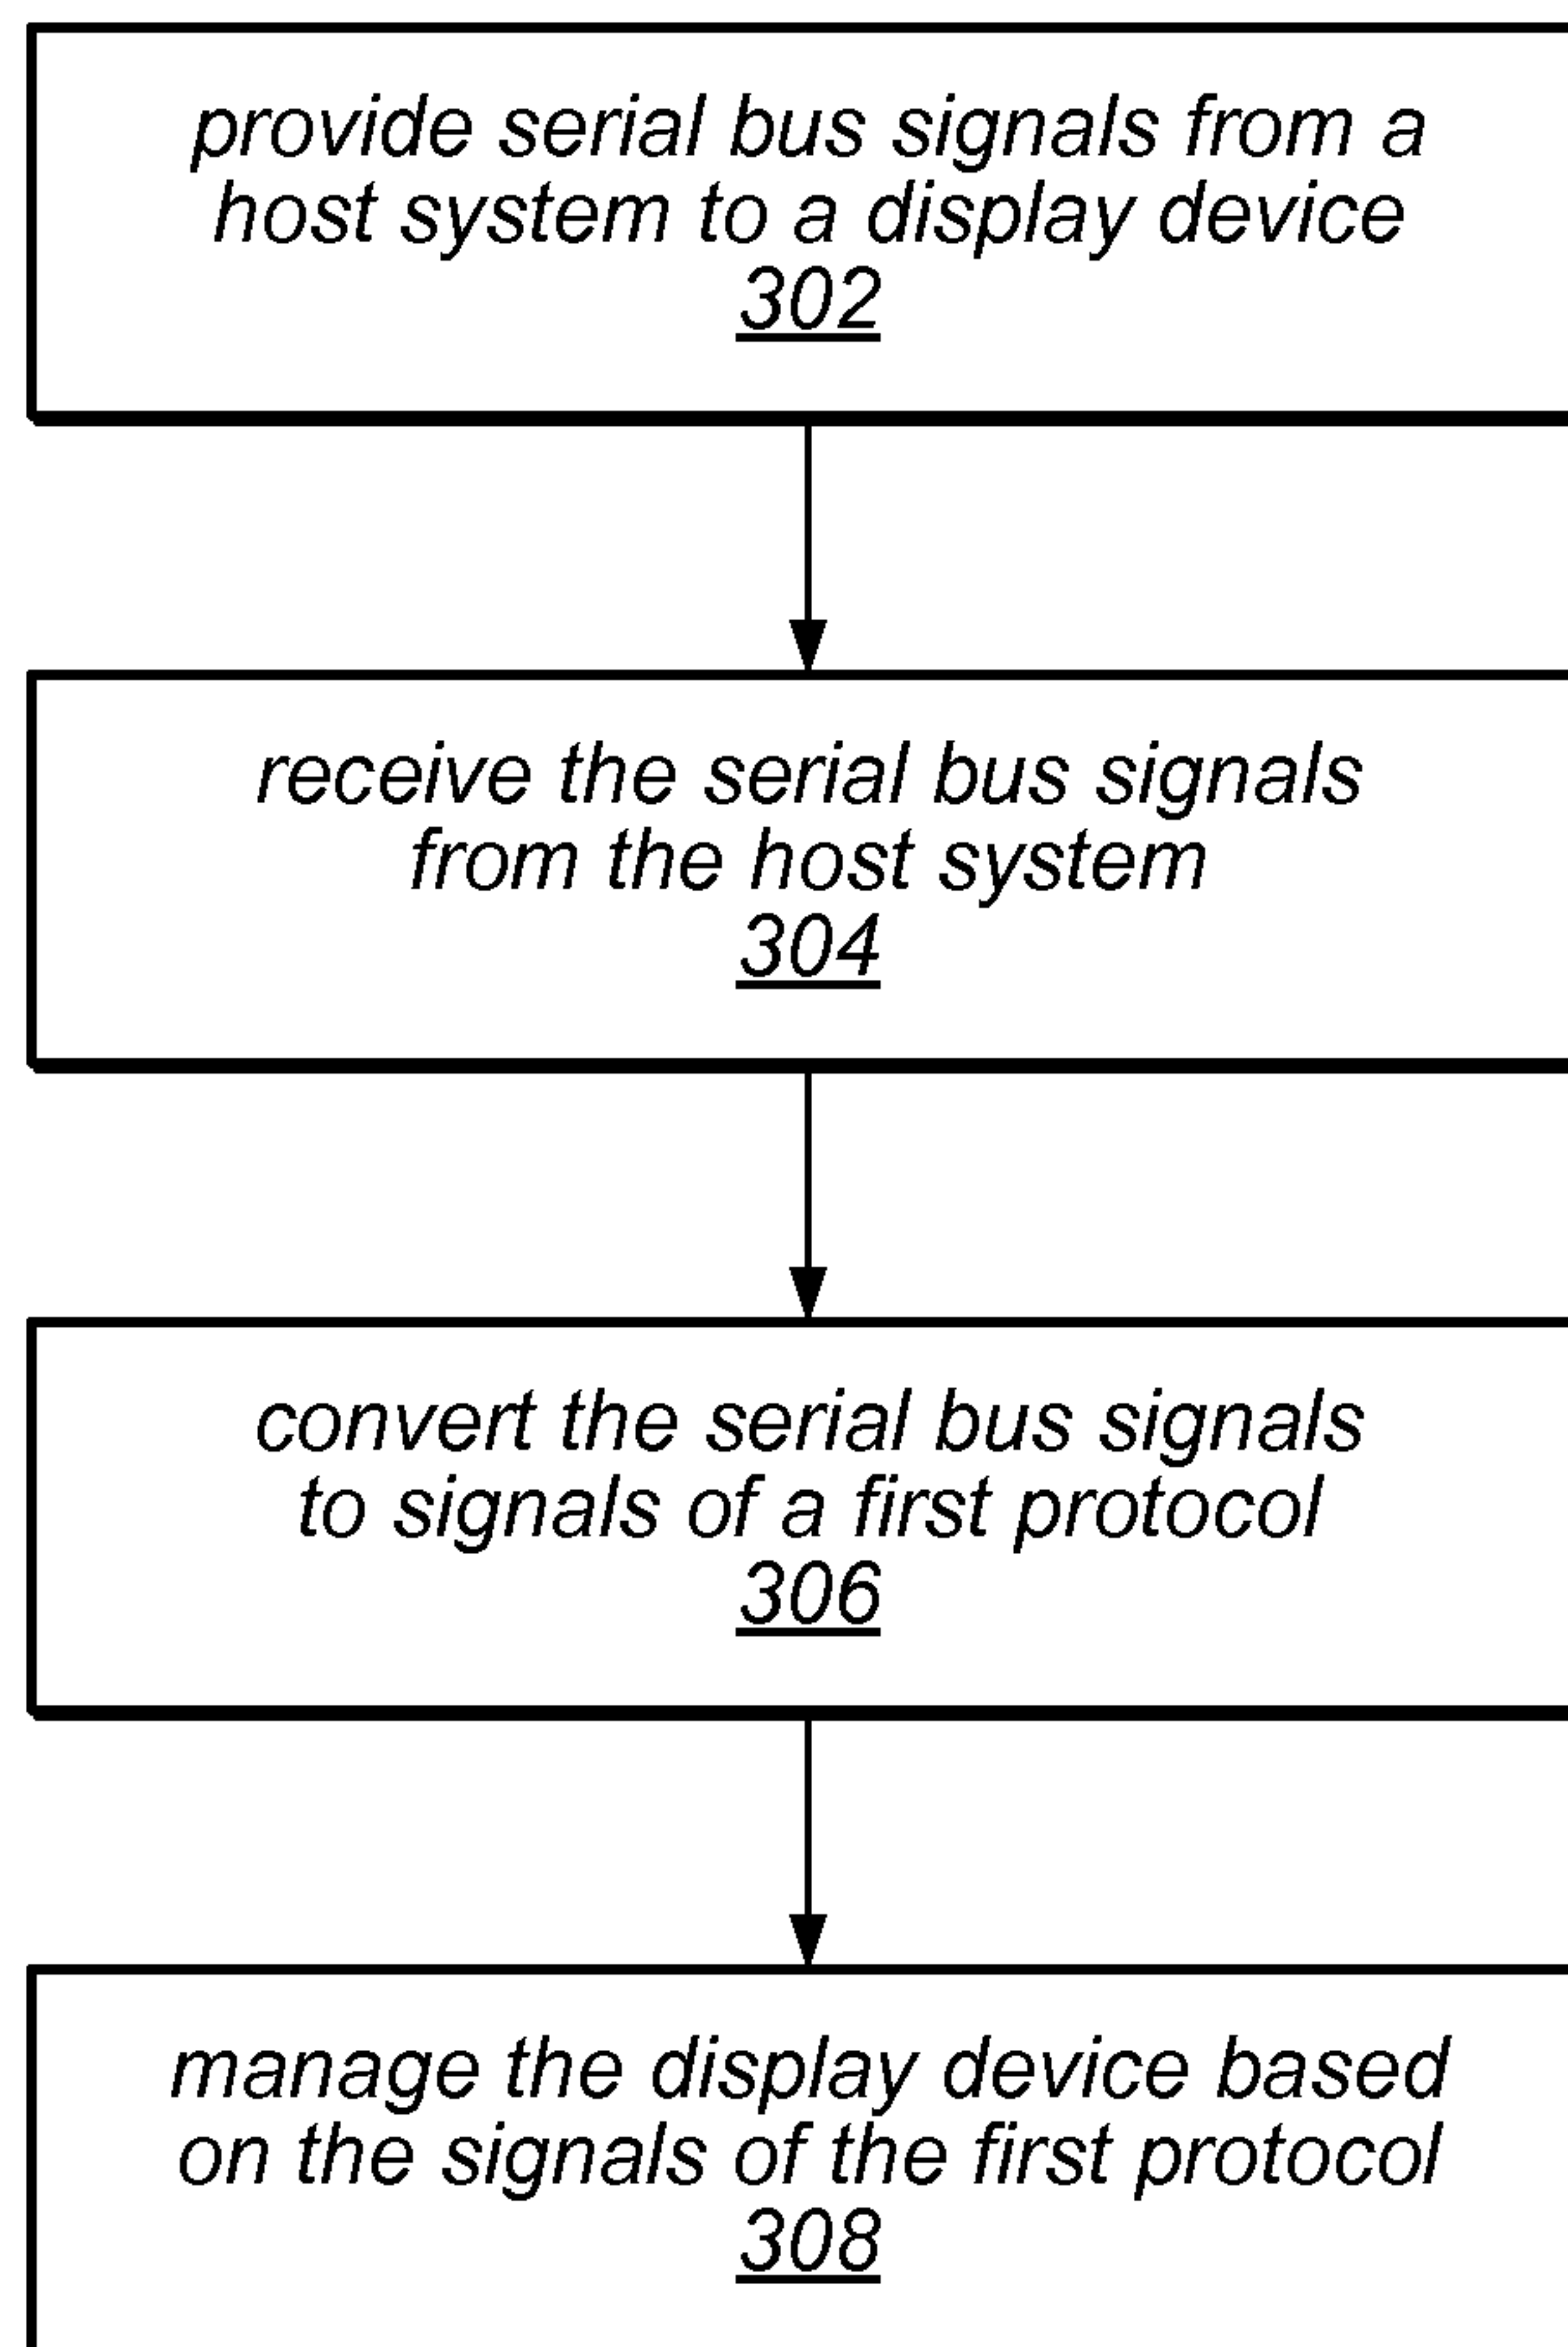 provide serial bus signals from a
host system to a display device
302
receive the serial bus signals
from the host system
304
convert the serial bus signals
to signals of a first protocol
306
manage the display device based
on the signals of the first protocol
308